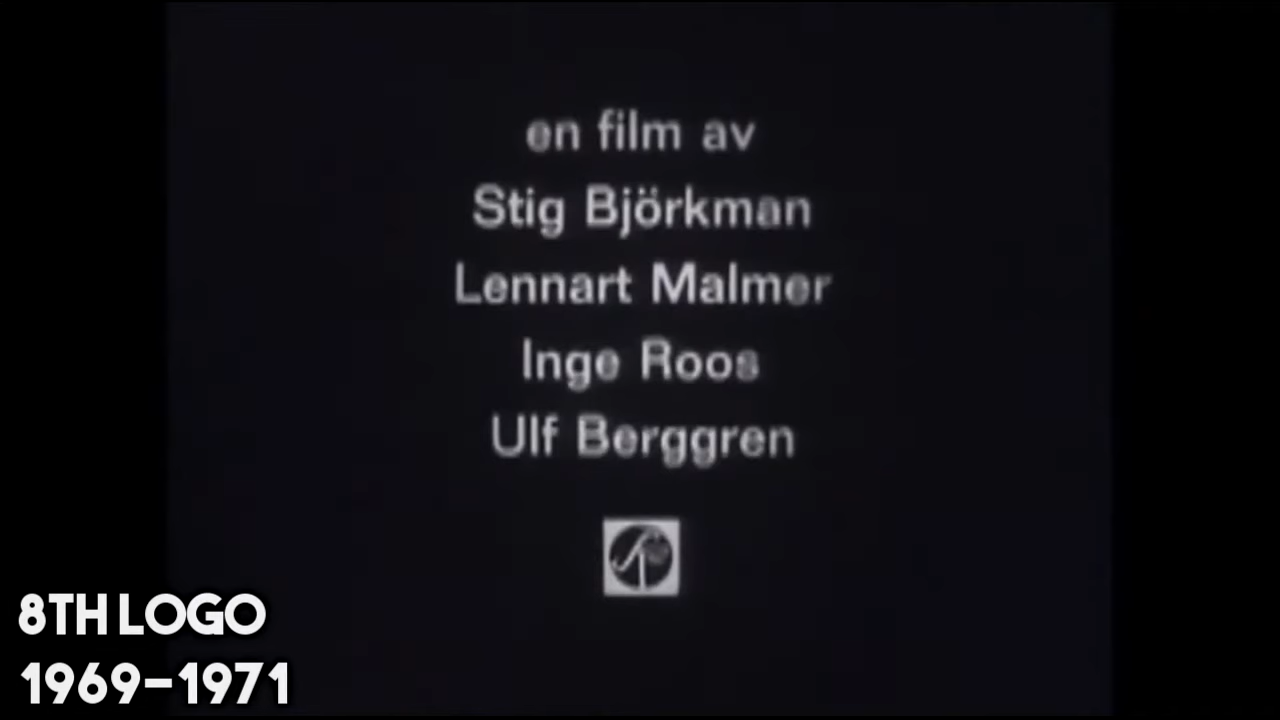 en film av
Stig Björkman
Lennart Malmer
Inge Roos
Ulf Berggren
8TH LOGO
1969-1971